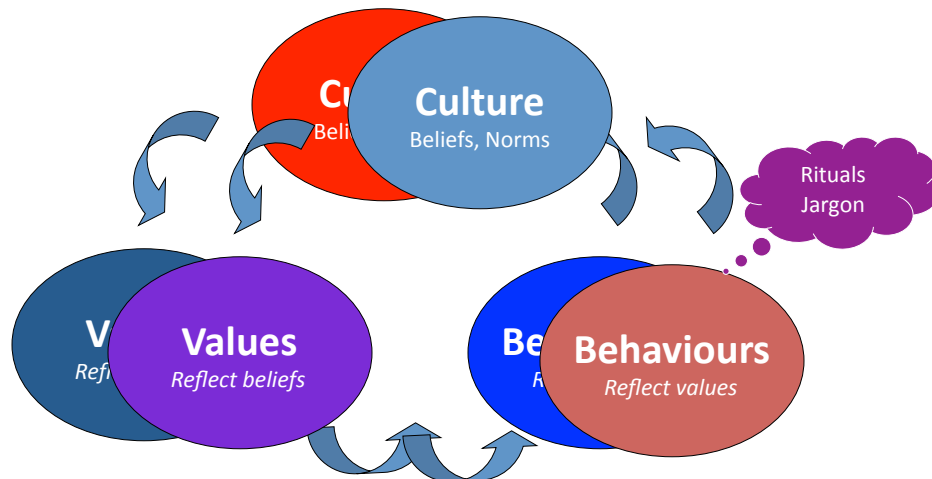 Culture
Beliefs, Norms
Rituals
Jargon
Values
Reflect beliefs
Behaviours
Reflect values